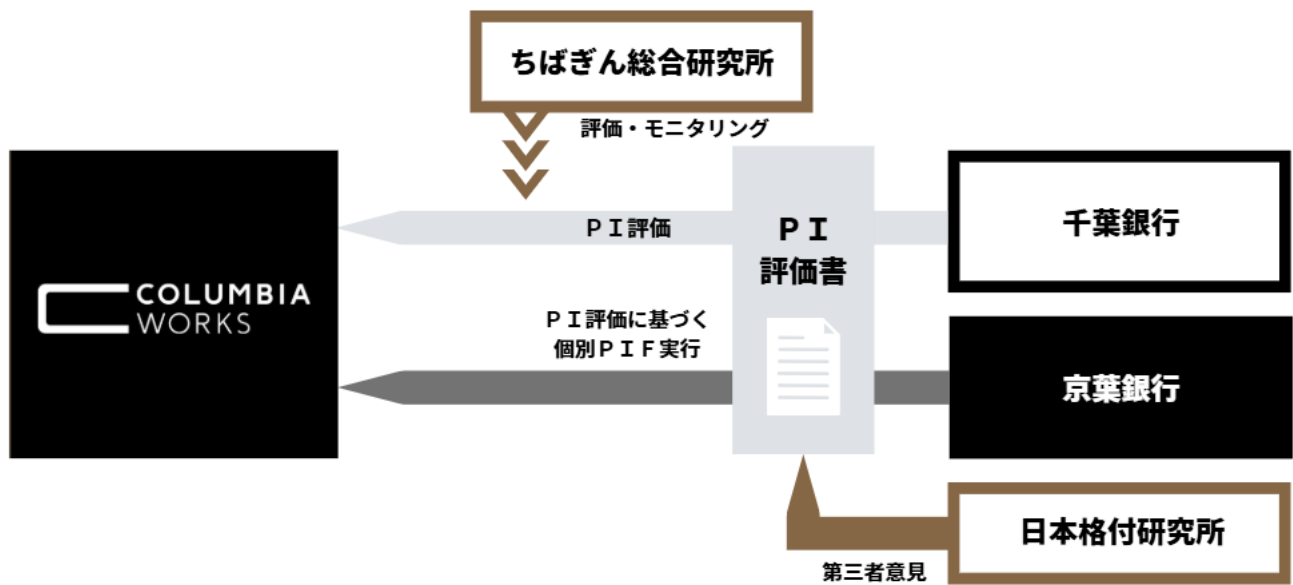 ちばぎん総合研究所
評価・モニタリング
ＰＩ評価
ＰＩ
評価書
千葉銀行
COLUMBIA
WORKS
ＰＩ評価に基づく
個別ＰＩＦ実行
京葉銀行
日本格付研究所
第三者意見